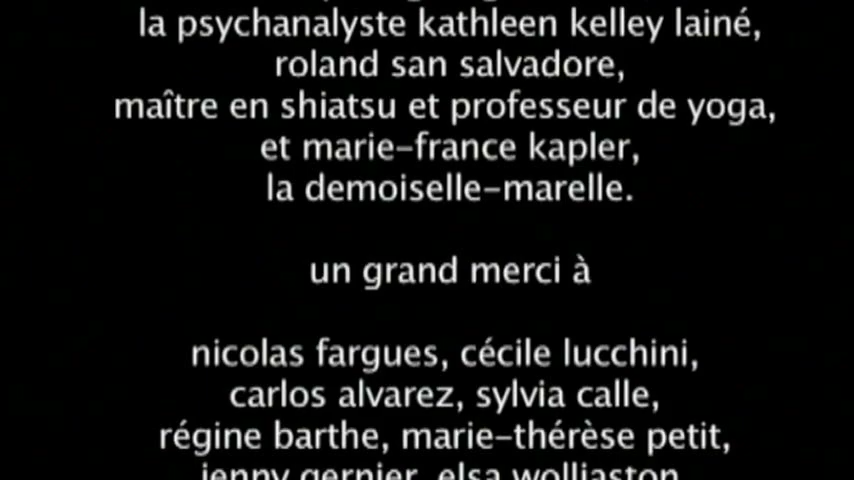 la psychanalyste kathleen kelley lainé,
roland san salvadore,
maître en shiatsu et professeur de yoga,
et marie-france kapler,
la demoiselle-marelle.
un grand merci à
nicolas fargues, cécile lucchini,
carlos alvarez, sylvia calle,
régine barthe, marie-thérèse petit,
jenny gernier, elsa wolliaston